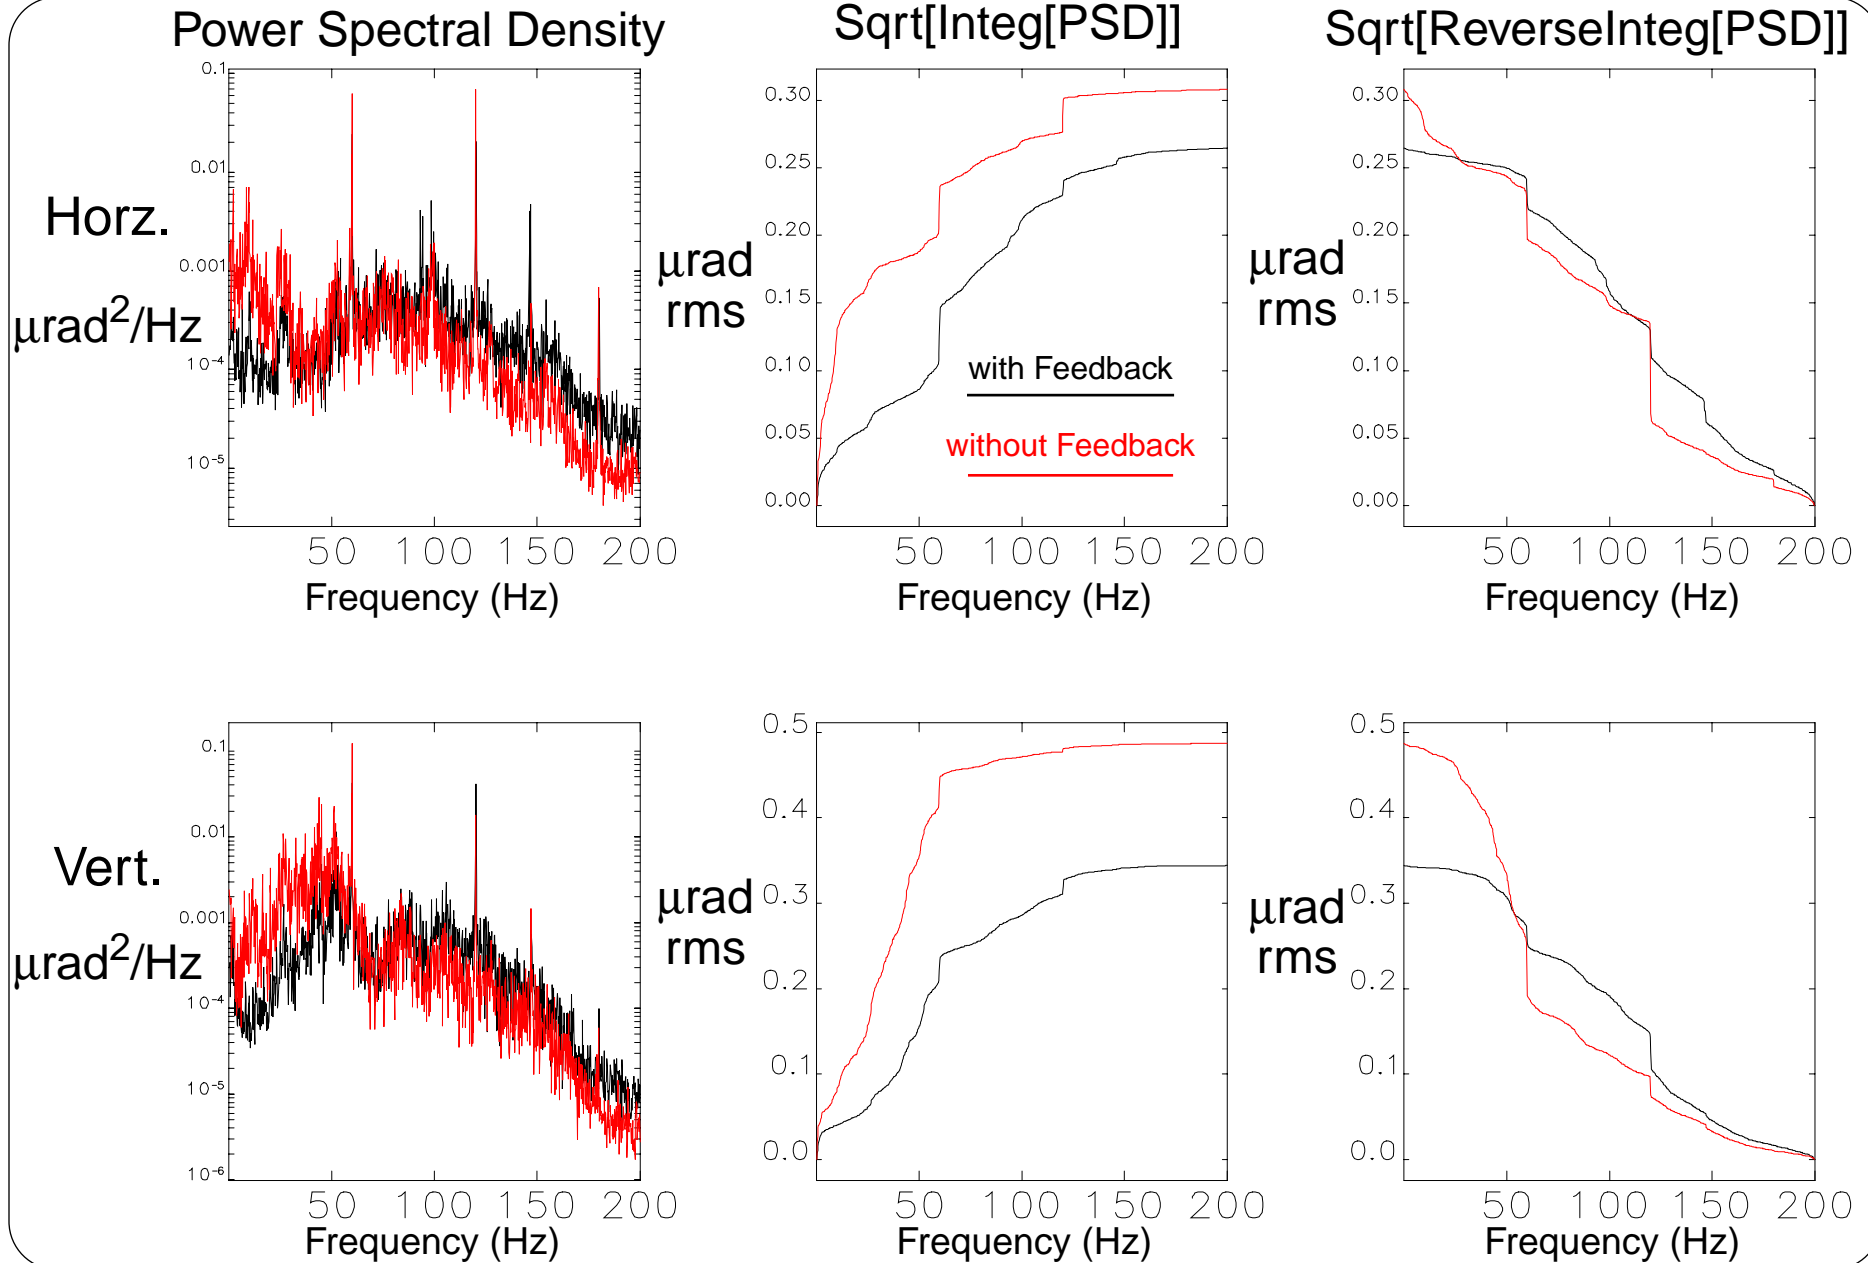 Power Spectral Density
Sqrt[Integ[PSD]]
Sqrt[ReverseInteg[PSD]]
Horz.
μrad²/Hz
0.1
0.01
0.001
10⁻⁴
10⁻⁵
50 100 150 200
Frequency (Hz)
μrad
rms
0.30
0.25
0.20
0.15
0.10
0.05
0.00
with Feedback
without Feedback
50 100 150 200
Frequency (Hz)
μrad
rms
0.30
0.25
0.20
0.15
0.10
0.05
0.00
50 100 150 200
Frequency (Hz)
Vert.
μrad²/Hz
0.1
0.01
0.001
10⁻⁴
10⁻⁵
10⁻⁶
50 100 150 200
Frequency (Hz)
μrad
rms
0.5
0.4
0.3
0.2
0.1
0.0
50 100 150 200
Frequency (Hz)
μrad
rms
0.5
0.4
0.3
0.2
0.1
0.0
50 100 150 200
Frequency (Hz)